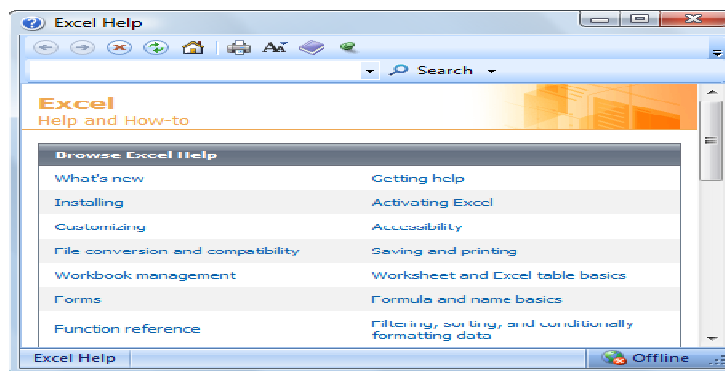 Excel Help
Search
Excel
Help and How-to
Browse Excel Help
What's new Getting help
Installing Activating Excel
Customizing Accessibility
File conversion and compatibility Saving and printing
Workbook management Worksheet and Excel table basics
Forms Formula and name basics
Function reference Filtering, sorting, and conditionally
formatting data
Excel Help Offline